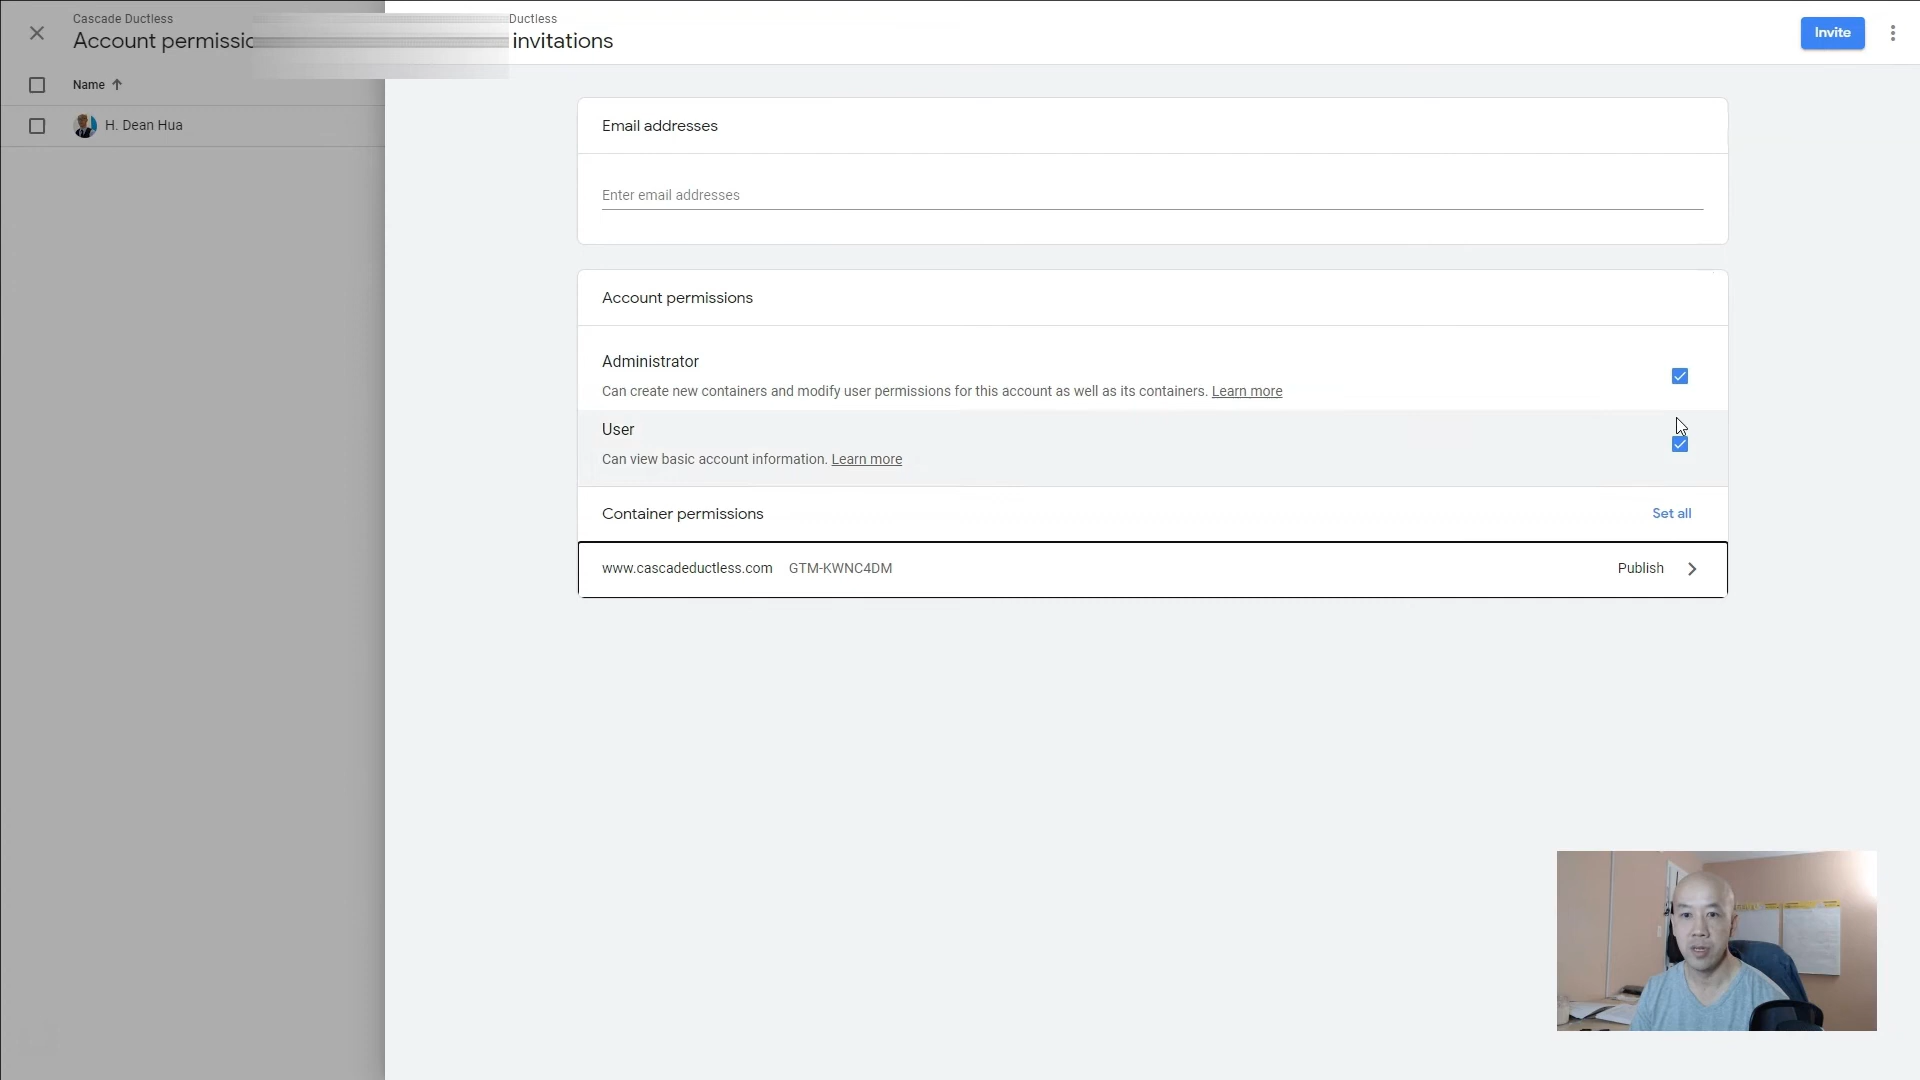 Cascade Ductless
Account permissio
Name
H. Dean Hua
Ductless
invitations
Invite
Email addresses
Enter email addresses
Account permissions
Administrator
Can create new containers and modify user permissions for this account as well as its containers. Learn more
User
Can view basic account information. Learn more
Container permissions
Set all
www.cascadeductless.com GTM-KWNC4DM
Publish